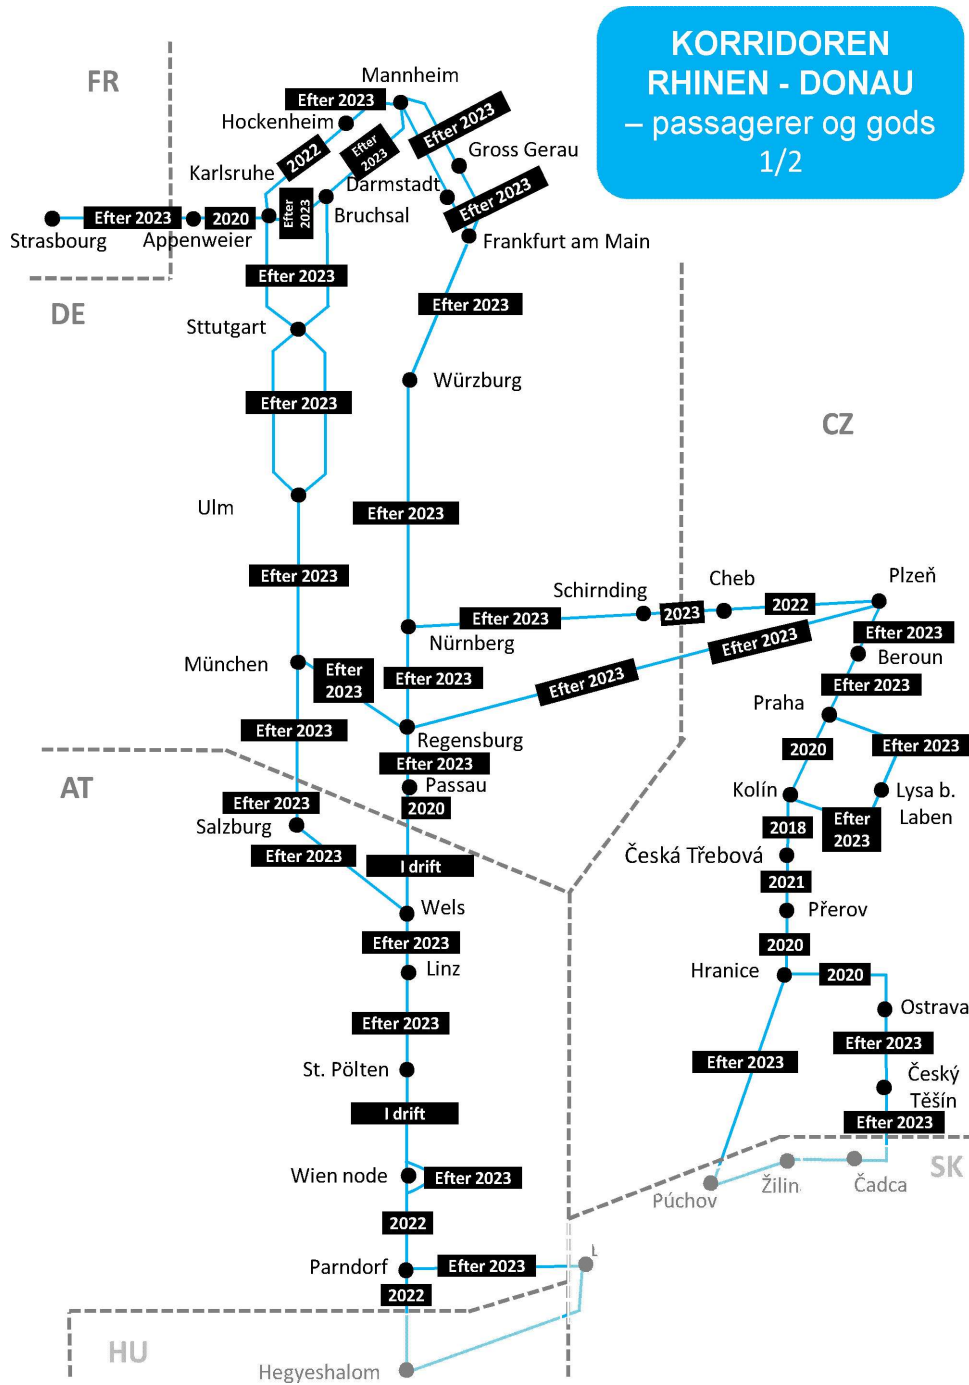 KORRIDOREN
RHINEN - DONAU
– passagerer og gods
1/2
FR
Mannheim
Efter 2023
Hockenheim
Efter 2023
2022
Efter
2023
Karlsruhe
Gross Gerau
Darmstadt
Efter
2023
Bruchsal
Efter 2023
Efter 2023
2020
Strasbourg
Appenweier
Frankfurt am Main
Efter 2023
Efter 2023
DE
Sttutgart
Würzburg
Efter 2023
CZ
Ulm
Efter 2023
Efter 2023
Schirnding
Cheb
Plzeň
Efter 2023
2023
2022
Nürnberg
Efter 2023
Beroun
München
Efter
2023
Efter 2023
Efter 2023
Efter 2023
Efter 2023
Praha
Efter 2023
Regensburg
2020
Efter 2023
Efter 2023
AT
Passau
Kolín
Lysa b.
Laben
Efter 2023
2020
Salzburg
2018
Efter
2023
Efter 2023
I drift
Česká Třebová
2021
Wels
Přerov
Efter 2023
2020
Linz
Hranice
2020
Ostrava
Efter 2023
Efter 2023
Efter 2023
St. Pölten
Český
Těšín
I drift
Efter 2023
SK
Wien node
Efter 2023
Púchov
Žilin
Čadca
2022
Parndorf
Efter 2023
2022
HU
Hegyeshalom